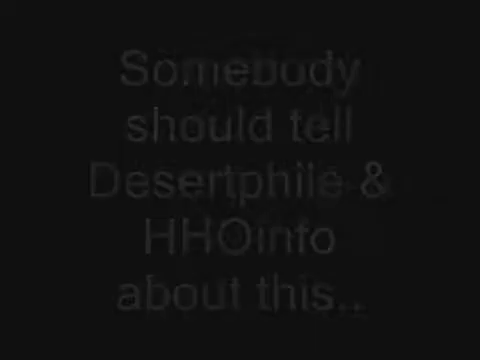 Somebody
should tell
Desertphile &
HHOinfo
about this..